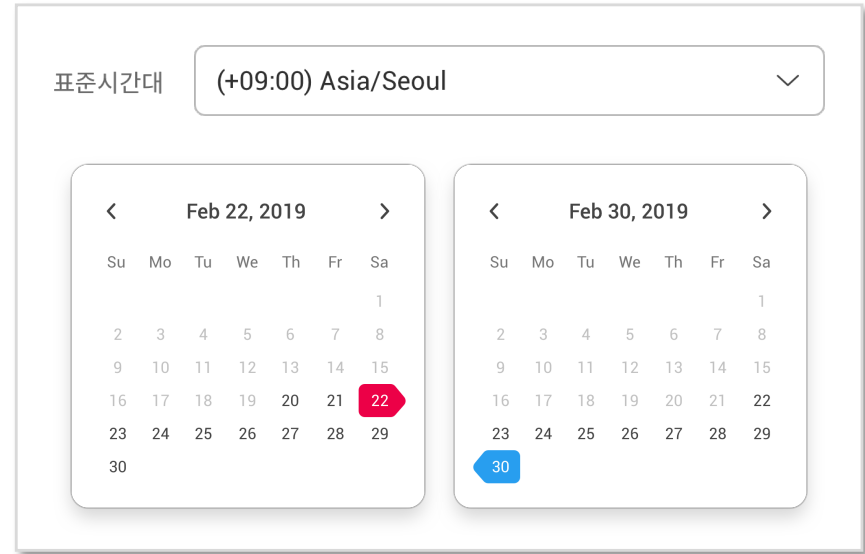 표준시간대
(+09:00) Asia/Seoul
Feb 22, 2019
Su Mo Tu We Th Fr Sa
1
2 3 4 5 6 7 8
9 10 11 12 13 14 15
16 17 18 19 20 21 22
23 24 25 26 27 28 29
30
Feb 30, 2019
Su Mo Tu We Th Fr Sa
1
2 3 4 5 6 7 8
9 10 11 12 13 14 15
16 17 18 19 20 21 22
23 24 25 26 27 28 29
30